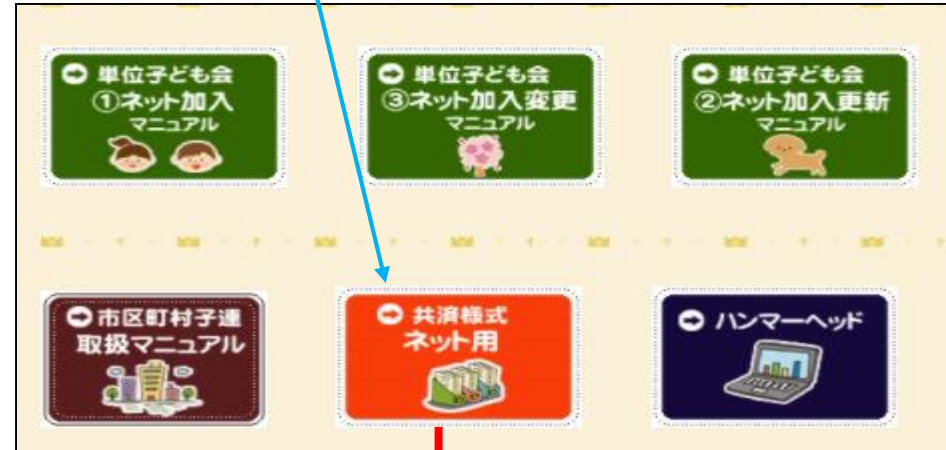 単位子ども会
①ネット加入
マニュアル
単位子ども会
③ネット加入変更
マニュアル
単位子ども会
②ネット加入更新
マニュアル
市区町村子連
取扱マニュアル
共済様式
ネット用
ハンマーヘッド